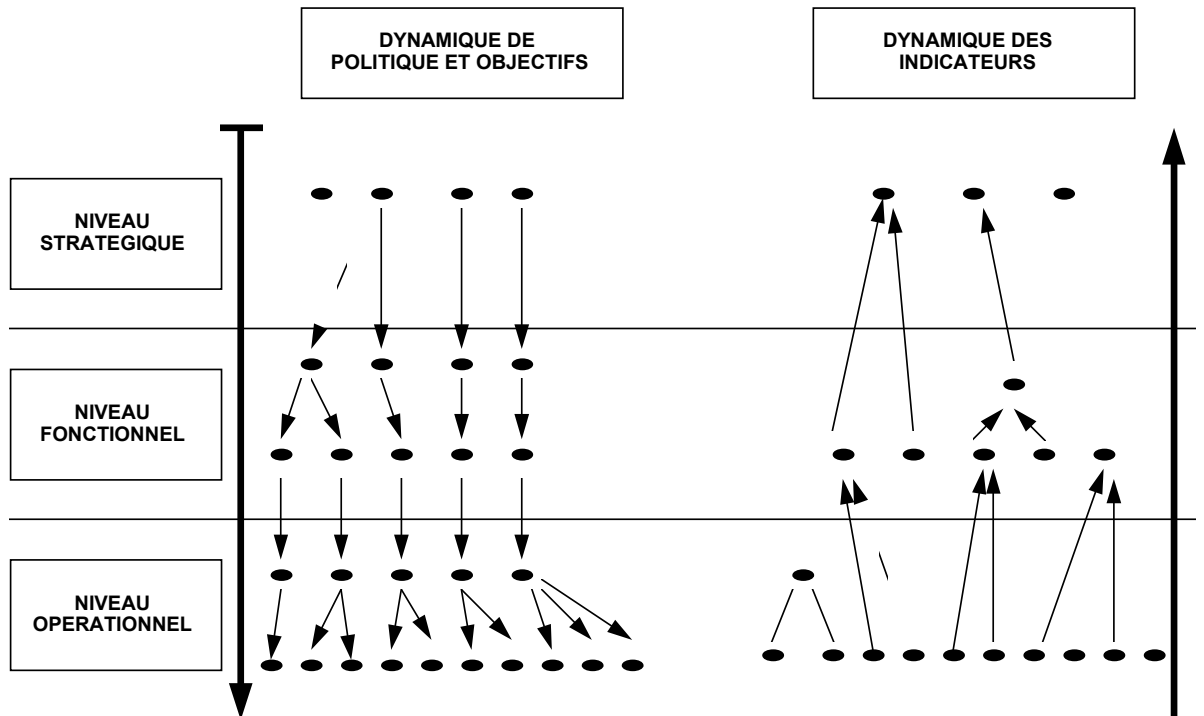 DYNAMIQUE DE
POLITIQUE ET OBJECTIFS
DYNAMIQUE DES
INDICATEURS
NIVEAU
STRATEGIQUE
NIVEAU
FONCTIONNEL
NIVEAU
OPERATIONNEL